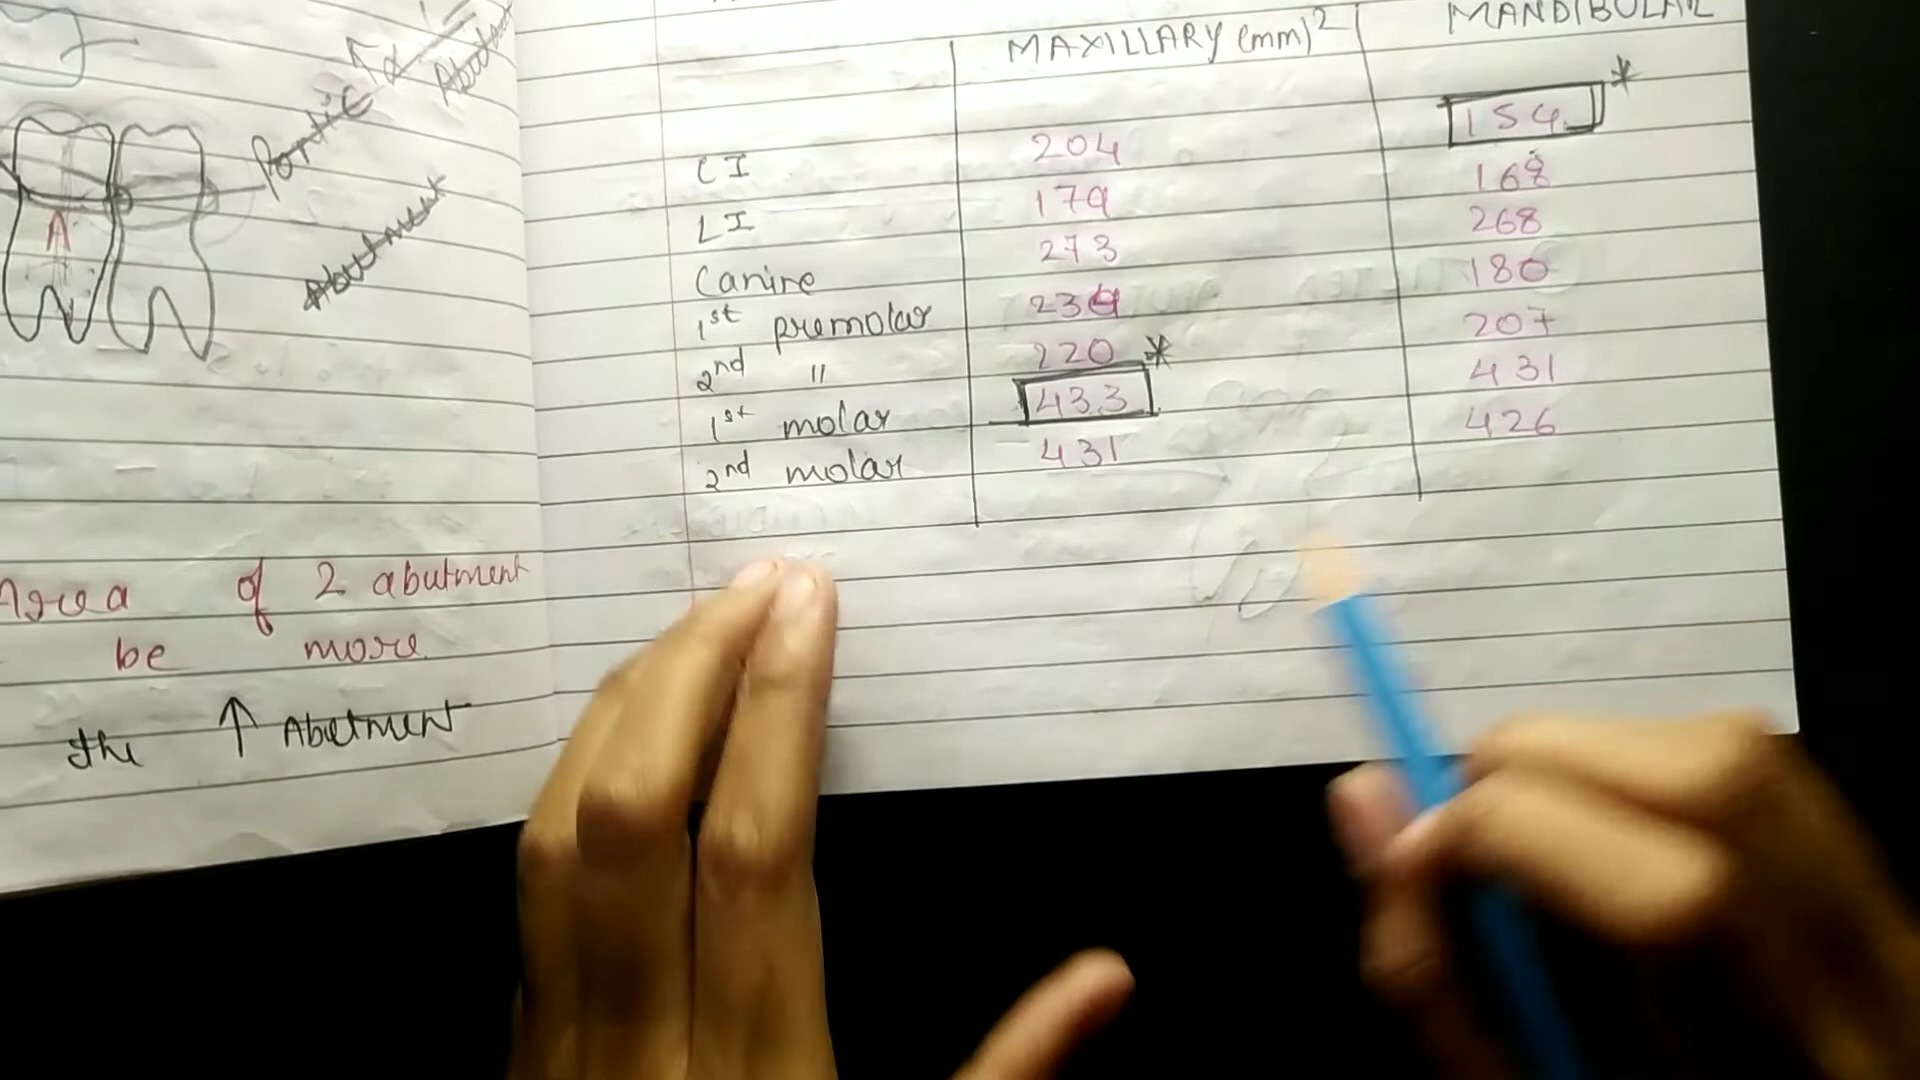 Pontic
Abutment
A
Area of 2 abutment
be more
the ↑ Abutment
MAXILLARY (mm)² MANDIBULAR
CI 204 154 *
LI 179 168
Canine 273 268
1st premolar 234 180
2nd " 220 * 207
1st molar 433 431
2nd molar 431 426